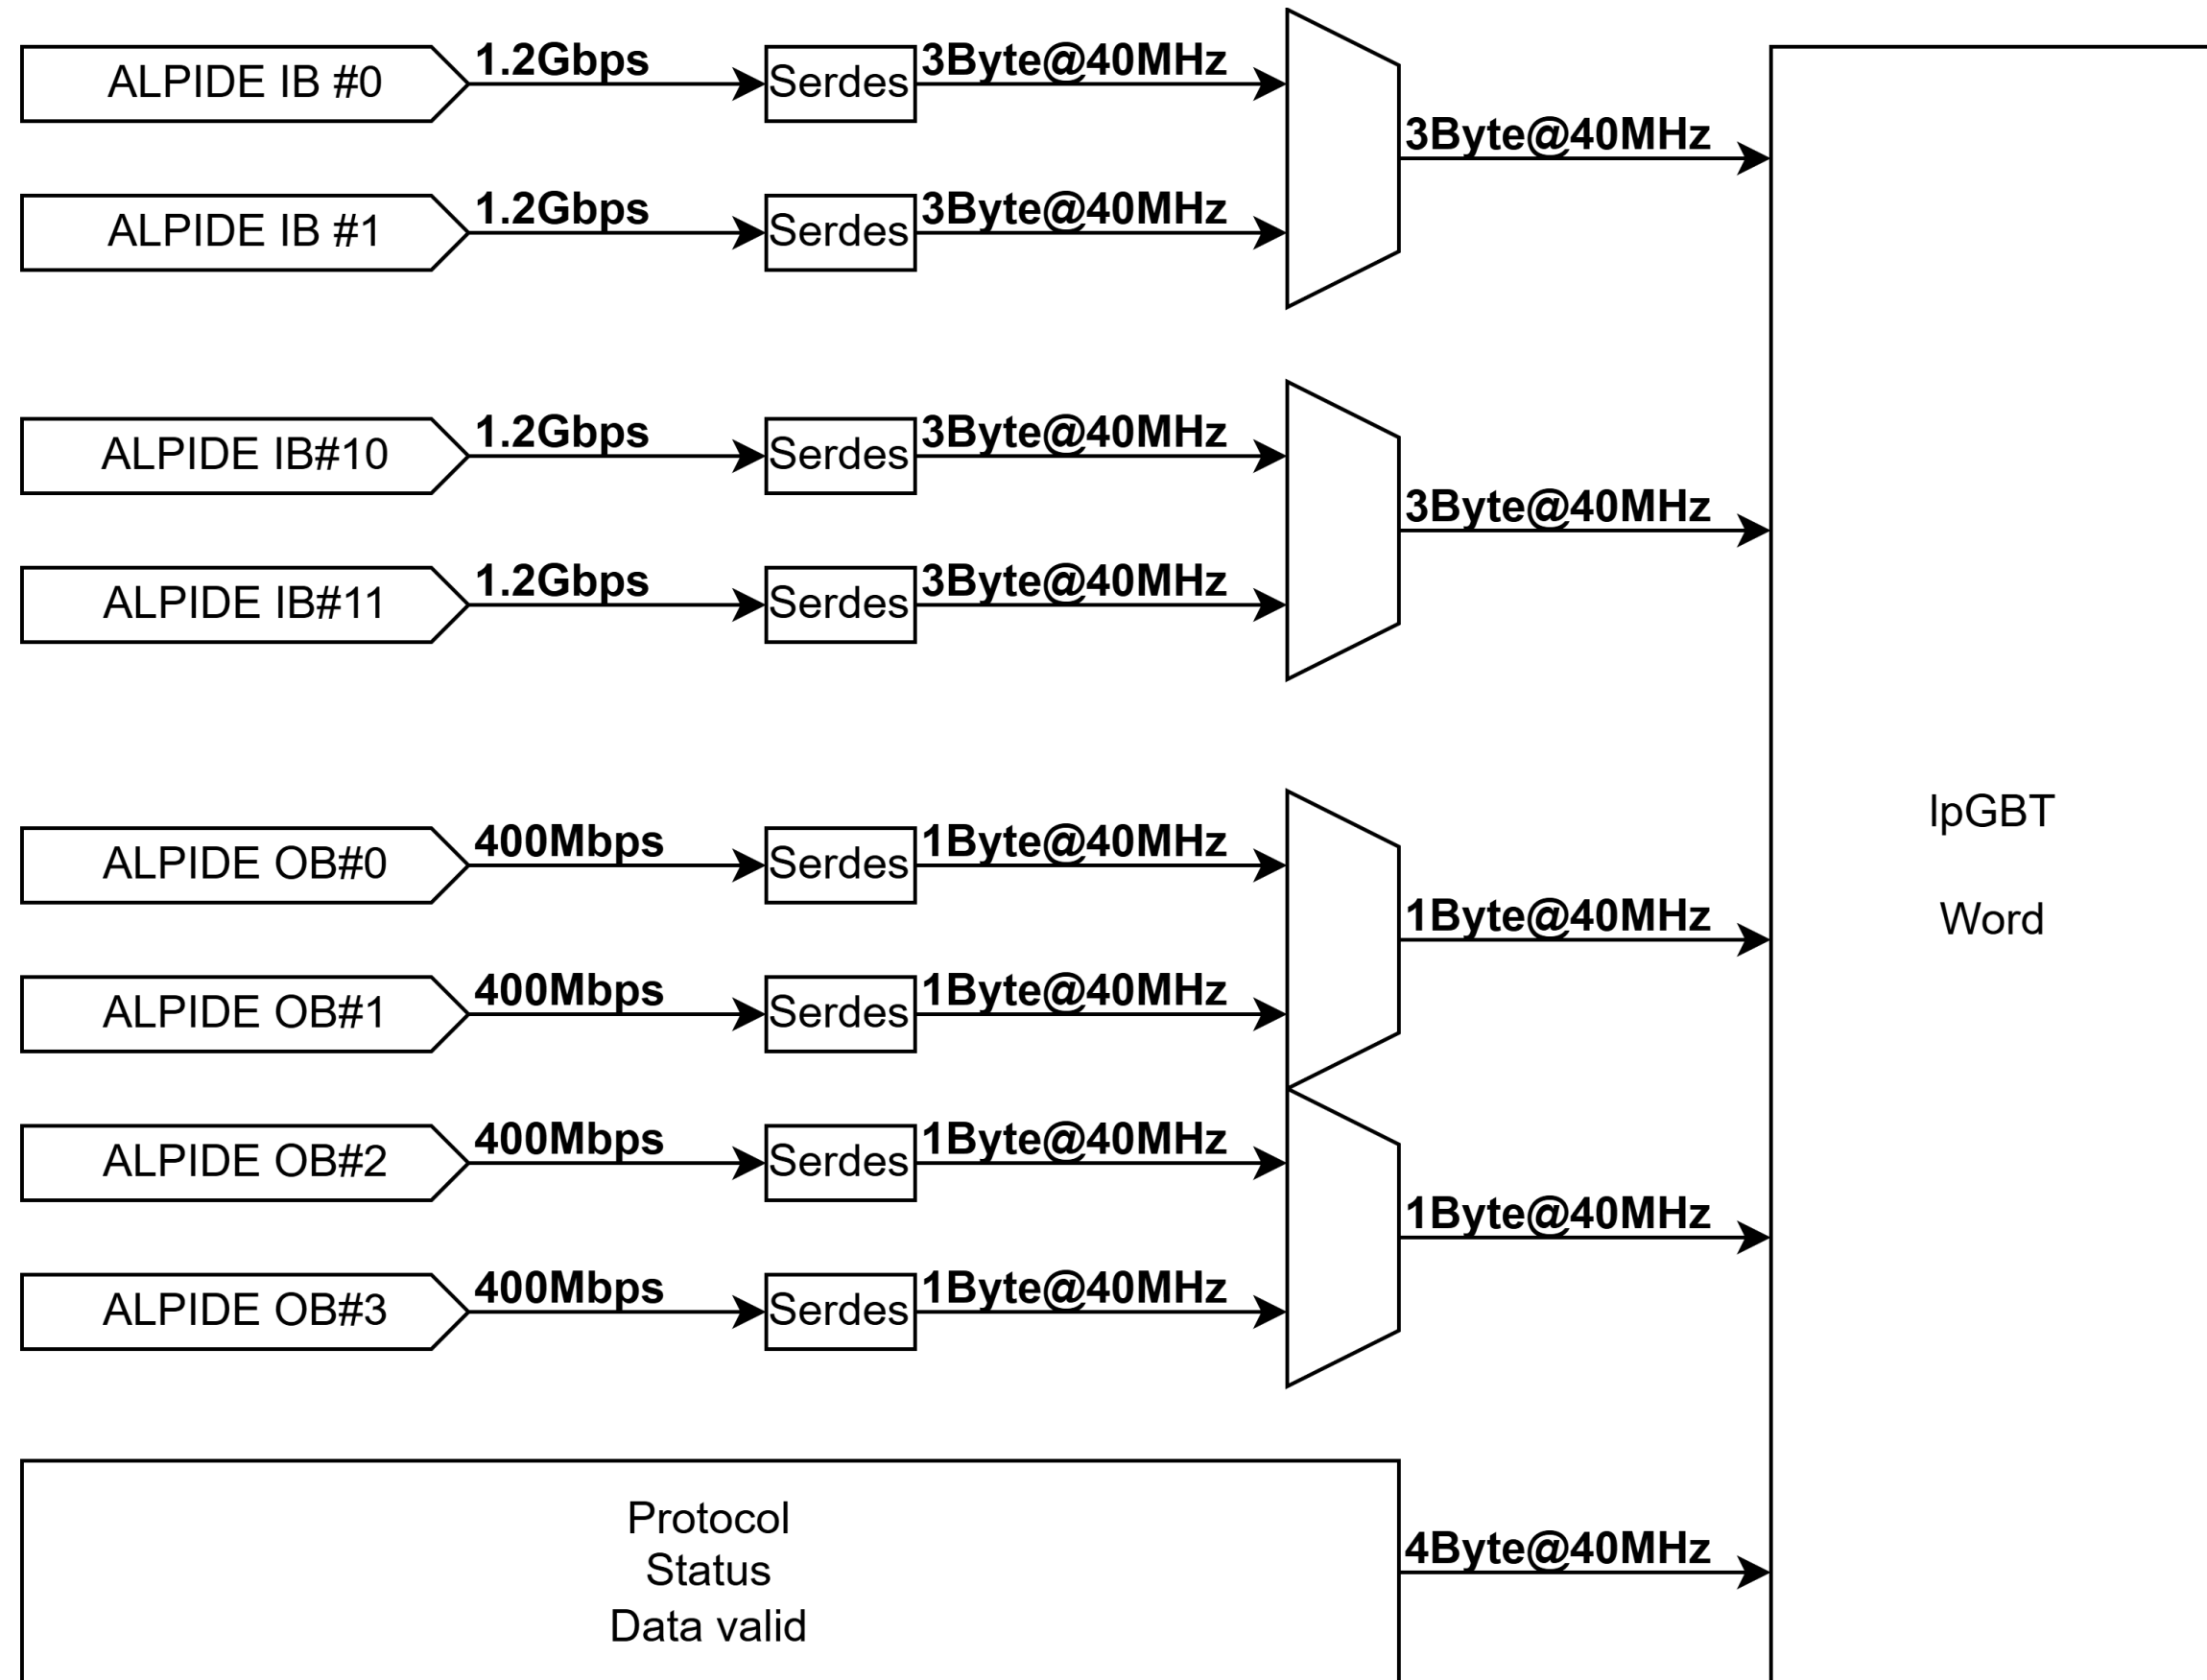 ALPIDE IB #0
1.2Gbps
Serdes
3Byte@40MHz
3Byte@40MHz
ALPIDE IB #1
1.2Gbps
Serdes
3Byte@40MHz
ALPIDE IB#10
1.2Gbps
Serdes
3Byte@40MHz
3Byte@40MHz
ALPIDE IB#11
1.2Gbps
Serdes
3Byte@40MHz
ALPIDE OB#0
400Mbps
Serdes
1Byte@40MHz
1Byte@40MHz
ALPIDE OB#1
400Mbps
Serdes
1Byte@40MHz
ALPIDE OB#2
400Mbps
Serdes
1Byte@40MHz
1Byte@40MHz
ALPIDE OB#3
400Mbps
Serdes
1Byte@40MHz
Protocol
Status
Data valid
4Byte@40MHz
lpGBT
Word